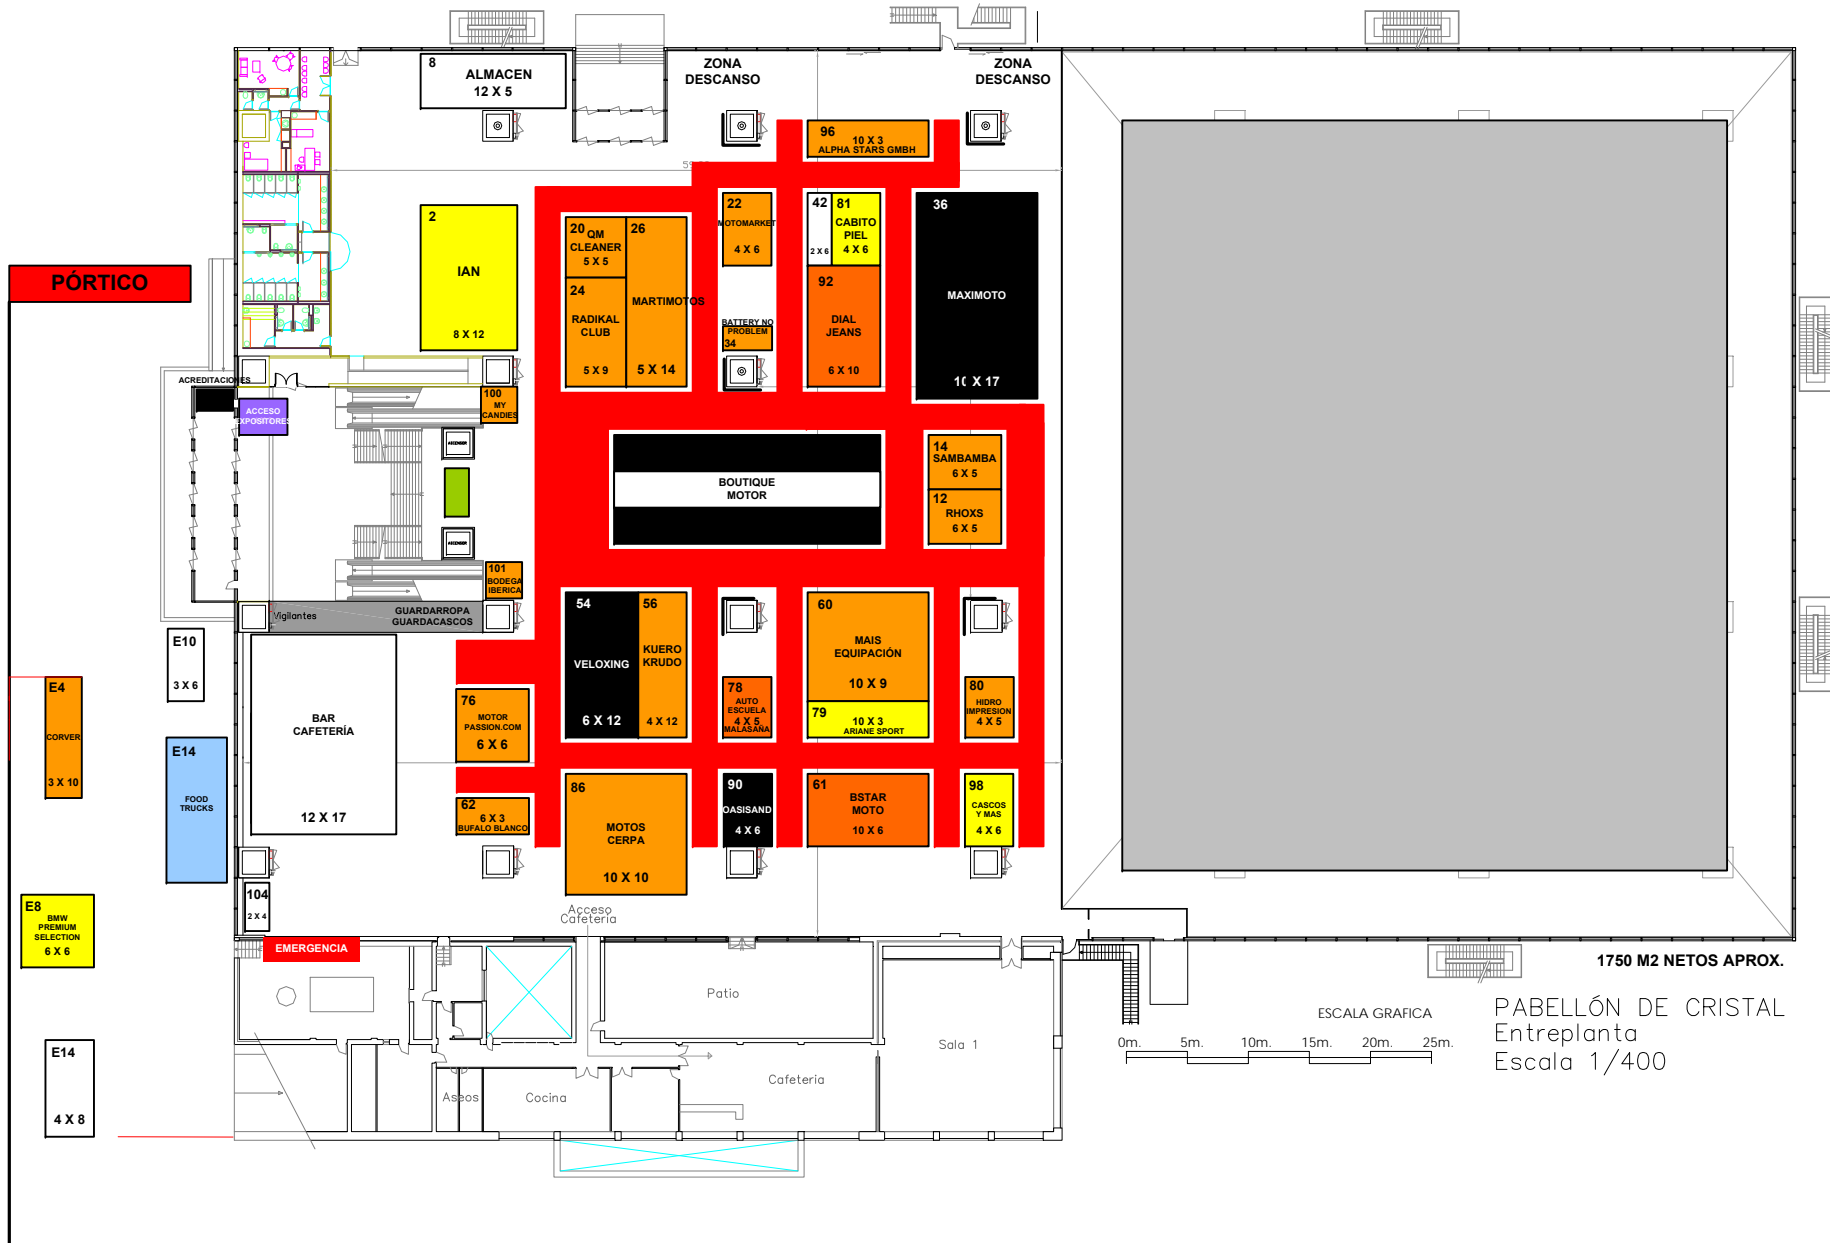 8
ALMACEN
12 X 5
ZONA
DESCANSO
ZONA
DESCANSO
96
10 X 3
ALPHA STARS GMBH
2
IAN
8 X 12
20 QM
CLEANER
5 X 5
26
MARTIMOTOS
5 X 14
24
RADIKAL
CLUB
5 X 9
22
MOTOMARKET
4 X 6
42
2 X 6
81
CABITO
PIEL
4 X 6
36
MAXIMOTO
10 X 17
92
DIAL
JEANS
6 X 10
BATTERY NO
PROBLEM
34
PÓRTICO
ACREDITACIONES
ACCESO
EXPOSITORES
100
MY
CANDIES
ASCENSOR
ASCENSOR
BOUTIQUE
MOTOR
14
SAMBAMBA
6 X 5
12
RHOXS
6 X 5
101
BODEGA
IBERICA
Vigilantes
GUARDARROPA
GUARDACASCOS
54
VELOXING
6 X 12
56
KUERO
KRUDO
4 X 12
60
MAIS
EQUIPACIÓN
10 X 9
79
10 X 3
ARIANE SPORT
78
AUTO
ESCUELA
4 X 5
MALASAÑA
80
HIDRO
IMPRESION
4 X 5
E10
3 X 6
E4
CORVER
3 X 10
E14
FOOD
TRUCKS
BAR
CAFETERÍA
12 X 17
76
MOTOR
PASSION.COM
6 X 6
62
6 X 3
BUFALO BLANCO
86
MOTOS
CERPA
10 X 10
90
OASISAND
4 X 6
61
BSTAR
MOTO
10 X 6
98
CASCOS
Y MAS
4 X 6
104
2 X 4
E8
BMW
PREMIUM
SELECTION
6 X 6
EMERGENCIA
Acceso
Cafeteria
Patio
Sala 1
Cafeteria
Aseos
Cocina
E14
4 X 8
1750 M2 NETOS APROX.
ESCALA GRAFICA
0m. 5m. 10m. 15m. 20m. 25m.
PABELLÓN DE CRISTAL
Entreplanta
Escala 1/400